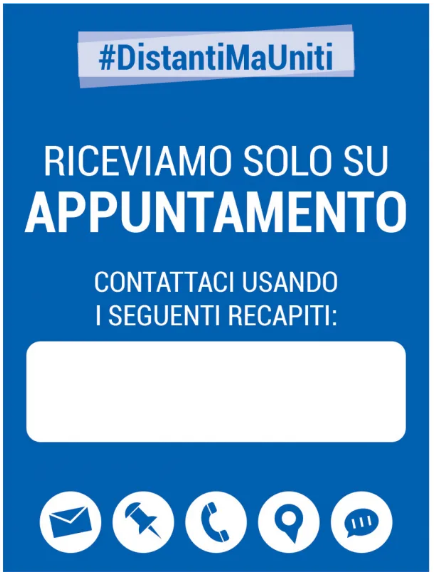 #DistantiMaUniti
RICEVIAMO SOLO SU
APPUNTAMENTO
CONTATTACI USANDO
I SEGUENTI RECAPITI: